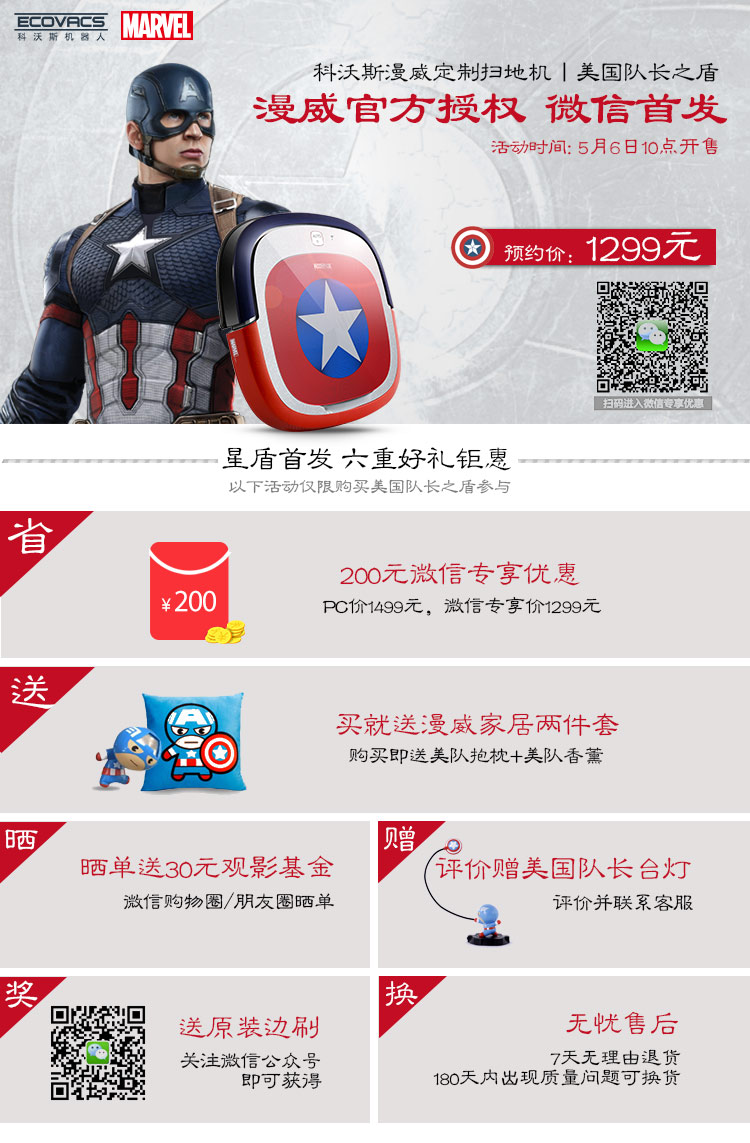 ECOVACS
科沃斯机器人
MARVEL
科沃斯漫威定制扫地机｜美国队长之盾
漫威官方授权 微信首发
活动时间: 5月6日10点开售
预约价：1299元
MARVEL
扫码进入微信专享优惠
星盾首发 六重好礼钜惠
以下活动仅限购买美国队长之盾参与
省
¥200
200元微信专享优惠
PC价1499元，微信专享价1299元
送
买就送漫威家居两件套
购买即送美队抱枕+美队香薰
晒
晒单送30元观影基金
微信购物圈/朋友圈晒单
赠
评价赠美国队长台灯
评价并联系客服
奖
送原装边刷
关注微信公众号
即可获得
换
无忧售后
7天无理由退货
180天内出现质量问题可换货